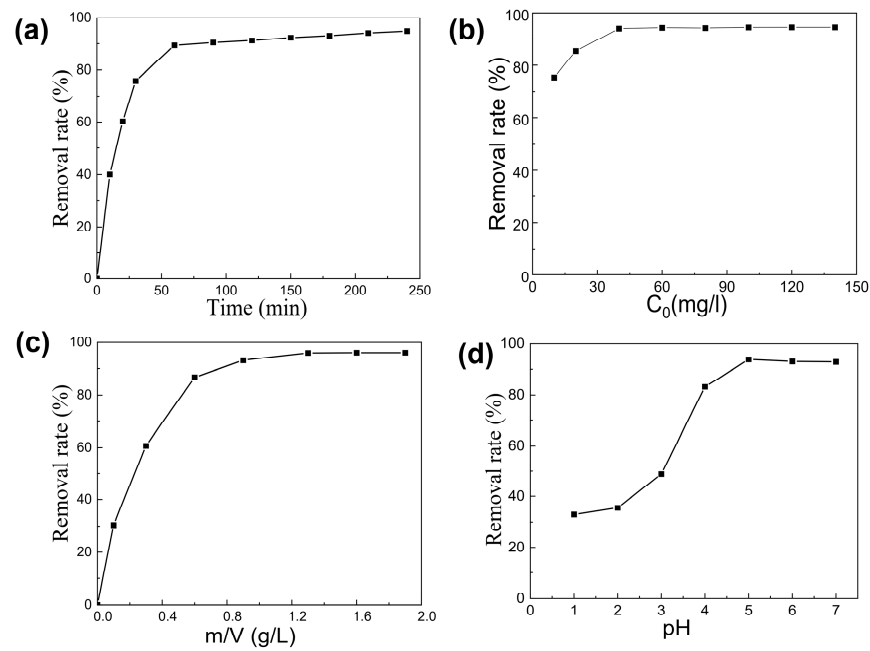 (a)
Removal rate (%)
100
80
60
40
20
0
0 50 100 150 200 250
Time (min)
(b)
Removal rate (%)
100
80
60
40
20
0
0 30 60 90 120 150
C₀(mg/l)
(c)
Removal rate (%)
100
80
60
40
20
0
0.0 0.4 0.8 1.2 1.6 2.0
m/V (g/L)
(d)
Removal rate (%)
100
80
60
40
20
0
0 1 2 3 4 5 6 7
pH